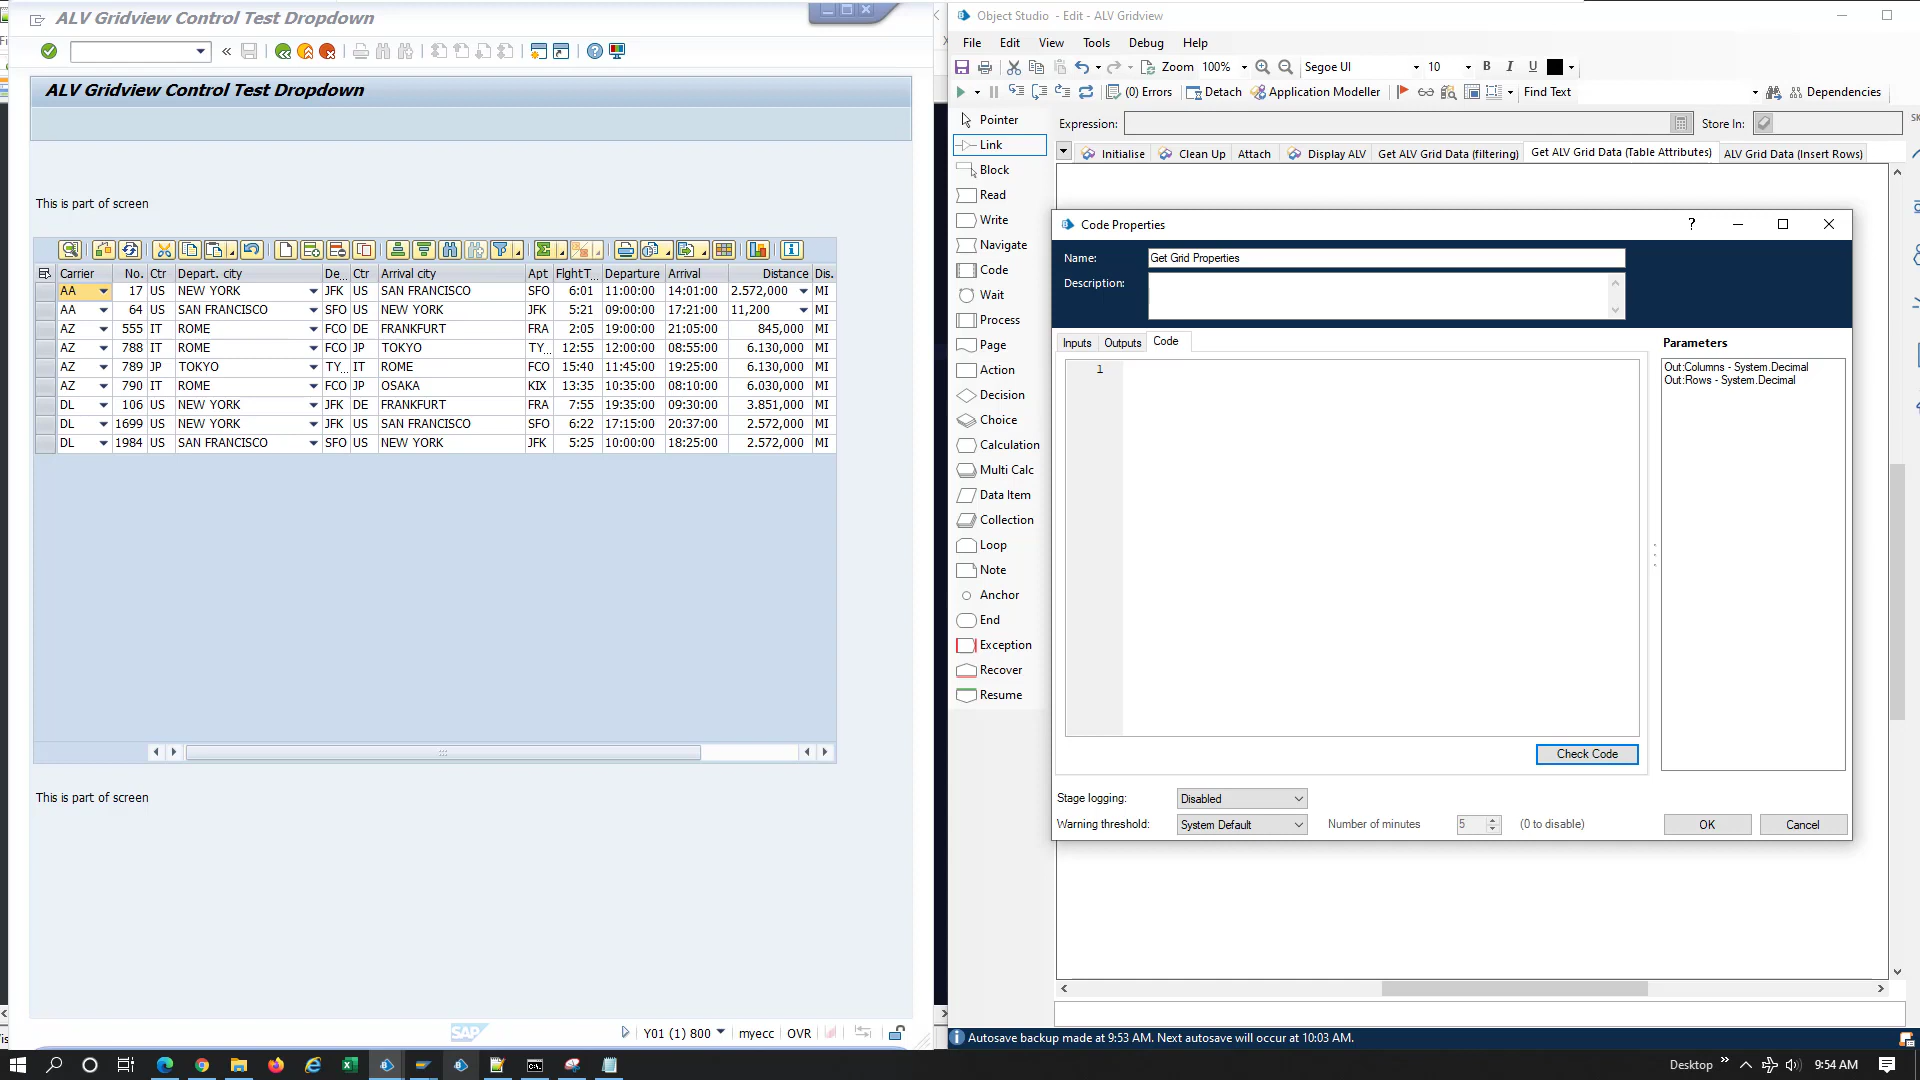 ALV Gridview Control Test Dropdown
ALV Gridview Control Test Dropdown
This is part of screen
Carrier No. Ctr Depart. city De... Ctr Arrival city Apt FlghtT... Departure Arrival Distance Dis.
AA 17 US NEW YORK JFK US SAN FRANCISCO SFO 6:01 11:00:00 14:01:00 2.572,000 MI
AA 64 US SAN FRANCISCO SFO US NEW YORK JFK 5:21 09:00:00 17:21:00 11,200 MI
AZ 555 IT ROME FCO DE FRANKFURT FRA 2:05 19:00:00 21:05:00 845,000 MI
AZ 788 IT ROME FCO JP TOKYO TY... 12:55 12:00:00 08:55:00 6.130,000 MI
AZ 789 JP TOKYO TY... IT ROME FCO 15:40 11:45:00 19:25:00 6.130,000 MI
AZ 790 IT ROME FCO JP OSAKA KIX 13:35 10:35:00 08:10:00 6.030,000 MI
DL 106 US NEW YORK JFK DE FRANKFURT FRA 7:55 19:35:00 09:30:00 3.851,000 MI
DL 1699 US NEW YORK JFK US SAN FRANCISCO SFO 6:22 17:15:00 20:37:00 2.572,000 MI
DL 1984 US SAN FRANCISCO SFO US NEW YORK JFK 5:25 10:00:00 18:25:00 2.572,000 MI
This is part of screen
SAP Y01 (1) 800 myecc OVR
Object Studio - Edit - ALV Gridview
File Edit View Tools Debug Help
Zoom 100% Segoe UI 10 B I U
(0) Errors Detach Application Modeller Find Text Dependencies
Expression: Store In:
Initialise Clean Up Attach Display ALV Get ALV Grid Data (filtering) Get ALV Grid Data (Table Attributes) ALV Grid Data (Insert Rows)
Pointer
Link
Block
Read
Write
Navigate
Code
Wait
Process
Page
Action
Decision
Choice
Calculation
Multi Calc
Data Item
Collection
Loop
Note
Anchor
End
Exception
Recover
Resume
Code Properties ?
Name: Get Grid Properties
Description:
Inputs Outputs Code
1
Parameters
Out:Columns - System.Decimal
Out:Rows - System.Decimal
Check Code
Stage logging: Disabled
Warning threshold: System Default Number of minutes 5 (0 to disable)
OK Cancel
Autosave backup made at 9:53 AM. Next autosave will occur at 10:03 AM.
Desktop 9:54 AM